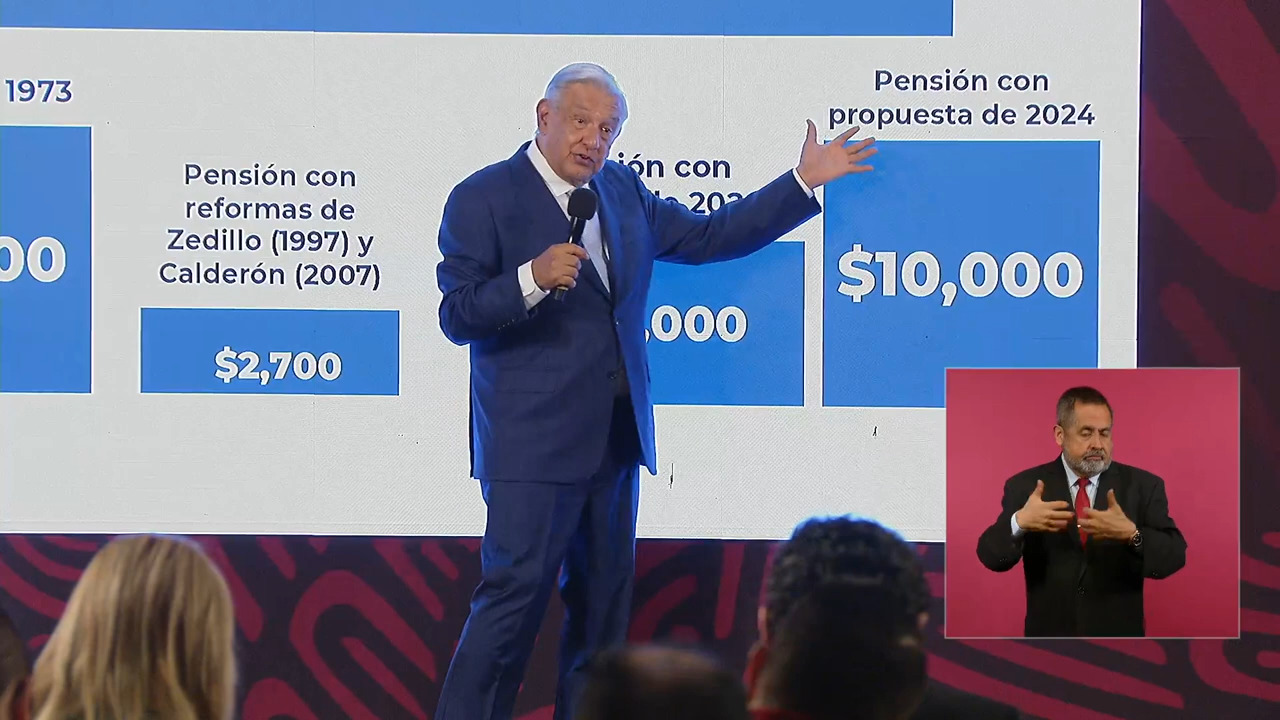 1973
00
Pensión con
reformas de
Zedillo (1997) y
Calderón (2007)
$2,700
ión con
202
,000
Pensión con
propuesta de 2024
$10,000